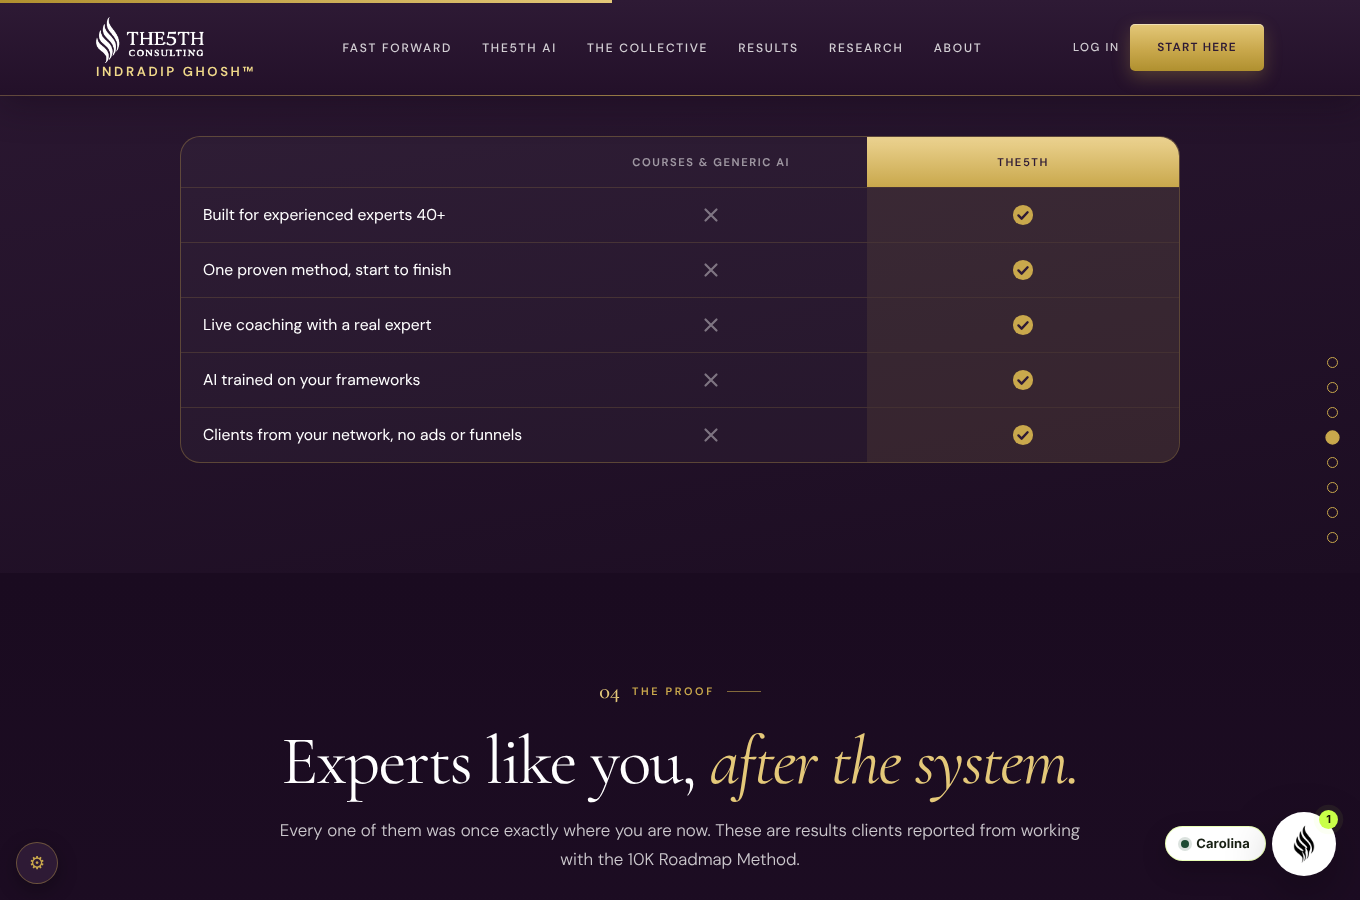 THE5TH
CONSULTING
INDRADIP GHOSH™
FAST FORWARD
THE5TH AI
THE COLLECTIVE
RESULTS
RESEARCH
ABOUT
LOG IN
START HERE
COURSES & GENERIC AI
THE5TH
Built for experienced experts 40+
One proven method, start to finish
Live coaching with a real expert
AI trained on your frameworks
Clients from your network, no ads or funnels
04 THE PROOF
Experts like you, after the system.
Every one of them was once exactly where you are now. These are results clients reported from working
with the 10K Roadmap Method.
Carolina
1